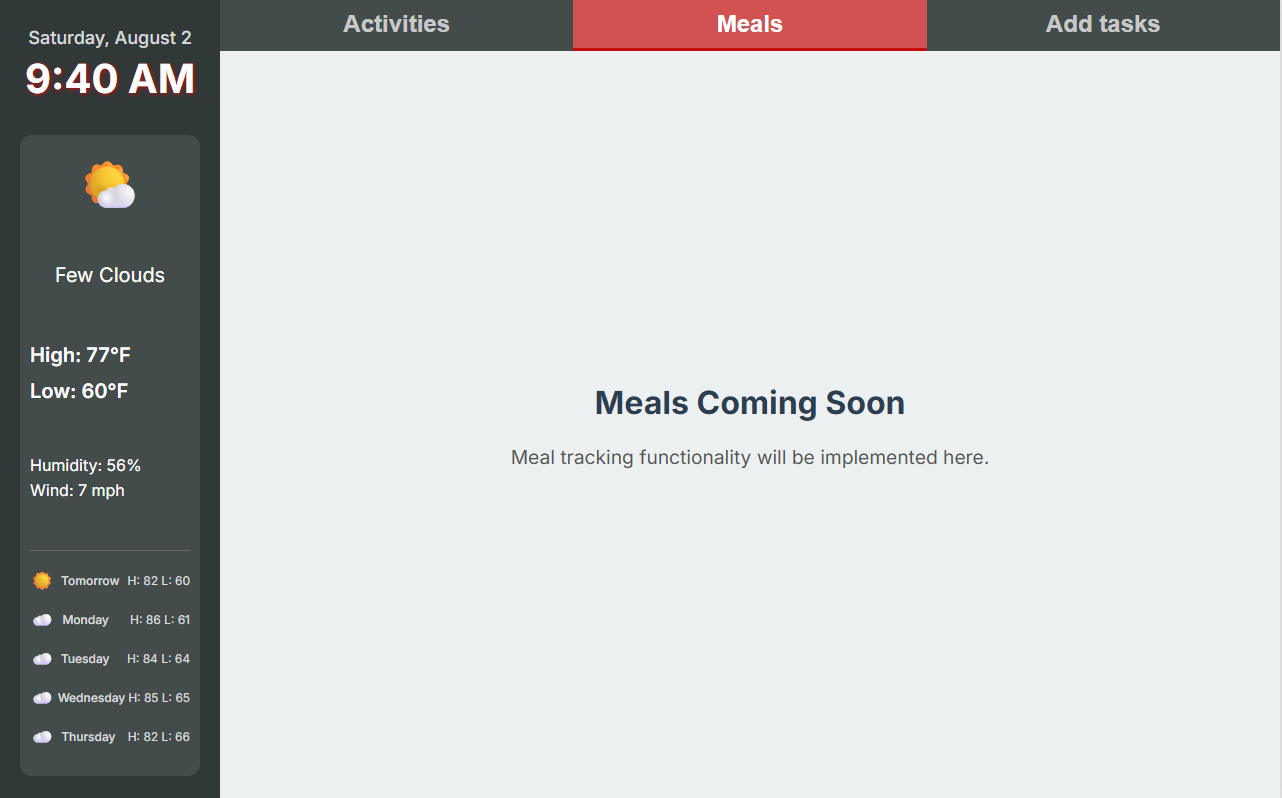 Saturday, August 2
9:40 AM
Few Clouds
High: 77°F
Low: 60°F
Humidity: 56%
Wind: 7 mph
Tomorrow H: 82 L: 60
Monday H: 86 L: 61
Tuesday H: 84 L: 64
Wednesday H: 85 L: 65
Thursday H: 82 L: 66
Activities Meals Add tasks
Meals Coming Soon
Meal tracking functionality will be implemented here.